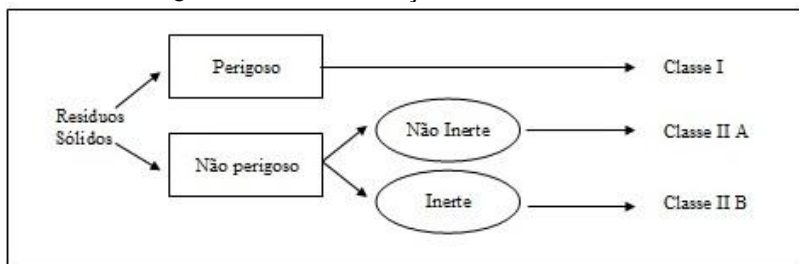 Perigoso
Classe I
Resíduos
Sólidos
Não Inerte
Classe II A
Não perigoso
Inerte
Classe II B